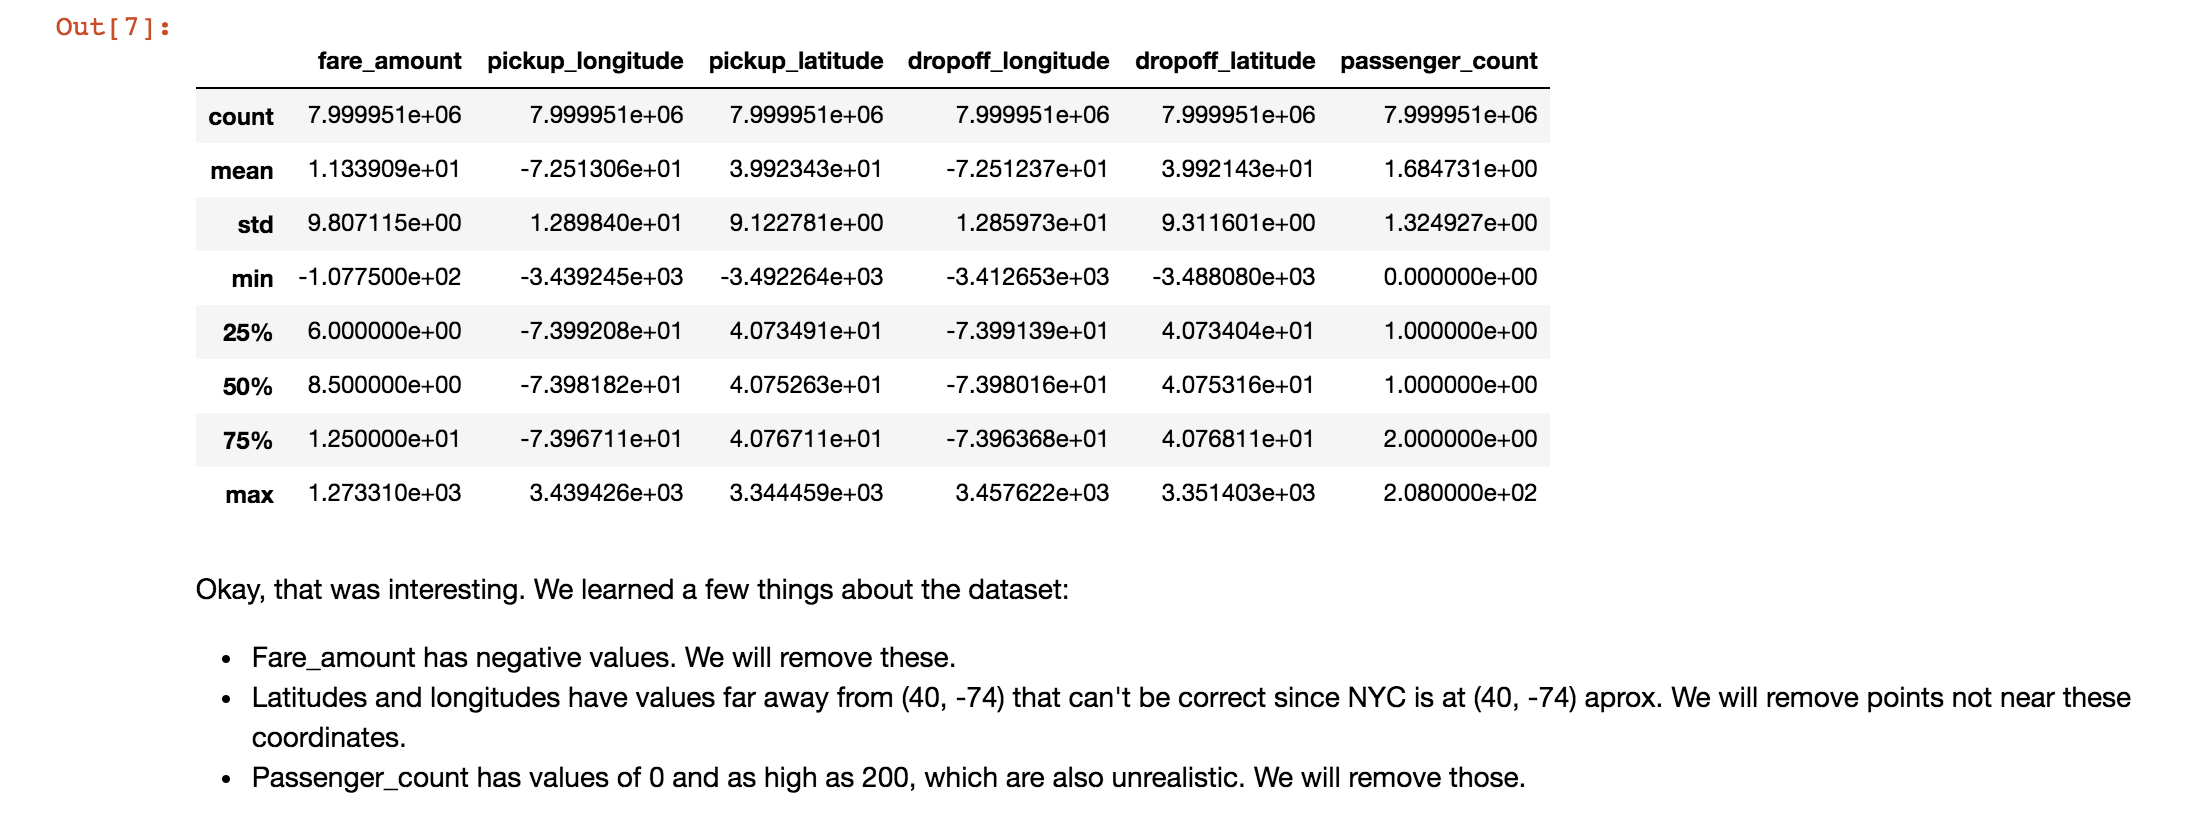 Out[7]:
fare_amount pickup_longitude pickup_latitude dropoff_longitude dropoff_latitude passenger_count
count 7.999951e+06 7.999951e+06 7.999951e+06 7.999951e+06 7.999951e+06 7.999951e+06
mean 1.133909e+01 -7.251306e+01 3.992343e+01 -7.251237e+01 3.992143e+01 1.684731e+00
std 9.807115e+00 1.289840e+01 9.122781e+00 1.285973e+01 9.311601e+00 1.324927e+00
min -1.077500e+02 -3.439245e+03 -3.492264e+03 -3.412653e+03 -3.488080e+03 0.000000e+00
25% 6.000000e+00 -7.399208e+01 4.073491e+01 -7.399139e+01 4.073404e+01 1.000000e+00
50% 8.500000e+00 -7.398182e+01 4.075263e+01 -7.398016e+01 4.075316e+01 1.000000e+00
75% 1.250000e+01 -7.396711e+01 4.076711e+01 -7.396368e+01 4.076811e+01 2.000000e+00
max 1.273310e+03 3.439426e+03 3.344459e+03 3.457622e+03 3.351403e+03 2.080000e+02
Okay, that was interesting. We learned a few things about the dataset:
• Fare_amount has negative values. We will remove these.
• Latitudes and longitudes have values far away from (40, -74) that can't be correct since NYC is at (40, -74) aprox. We will remove points not near these
coordinates.
• Passenger_count has values of 0 and as high as 200, which are also unrealistic. We will remove those.